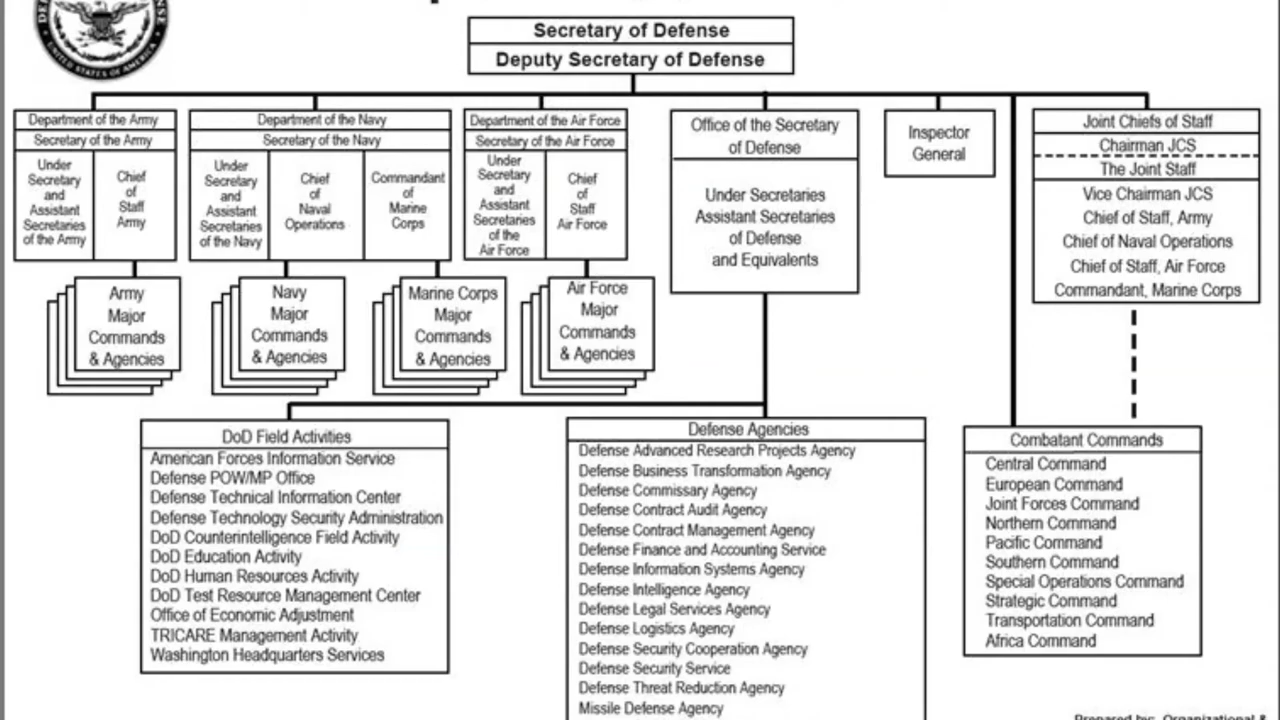 UNITED STATES OF AMERICA
Secretary of Defense
Deputy Secretary of Defense
Department of the Army
Secretary of the Army
Under
Secretary
and
Assistant
Secretaries
of the Army
Chief
of
Staff
Army
Army
Major
Commands
& Agencies
Department of the Navy
Secretary of the Navy
Under
Secretary
and
Assistant
Secretaries
of the Navy
Chief
of
Naval
Operations
Commandant
of
Marine
Corps
Navy
Major
Commands
& Agencies
Marine Corps
Major
Commands
& Agencies
Department of the Air Force
Secretary of the Air Force
Under
Secretary
and
Assistant
Secretaries
of the
Air Force
Chief
of
Staff
Air Force
Air Force
Major
Commands
& Agencies
Office of the Secretary
of Defense
Under Secretaries
Assistant Secretaries
of Defense
and Equivalents
Inspector
General
Joint Chiefs of Staff
Chairman JCS
The Joint Staff
Vice Chairman JCS
Chief of Staff, Army
Chief of Naval Operations
Chief of Staff, Air Force
Commandant, Marine Corps
DoD Field Activities
American Forces Information Service
Defense POW/MP Office
Defense Technical Information Center
Defense Technology Security Administration
DoD Counterintelligence Field Activity
DoD Education Activity
DoD Human Resources Activity
DoD Test Resource Management Center
Office of Economic Adjustment
TRICARE Management Activity
Washington Headquarters Services
Defense Agencies
Defense Advanced Research Projects Agency
Defense Business Transformation Agency
Defense Commissary Agency
Defense Contract Audit Agency
Defense Contract Management Agency
Defense Finance and Accounting Service
Defense Information Systems Agency
Defense Intelligence Agency
Defense Legal Services Agency
Defense Logistics Agency
Defense Security Cooperation Agency
Defense Security Service
Defense Threat Reduction Agency
Missile Defense Agency
Combatant Commands
Central Command
European Command
Joint Forces Command
Northern Command
Pacific Command
Southern Command
Special Operations Command
Strategic Command
Transportation Command
Africa Command
Prepared by: Organizational &